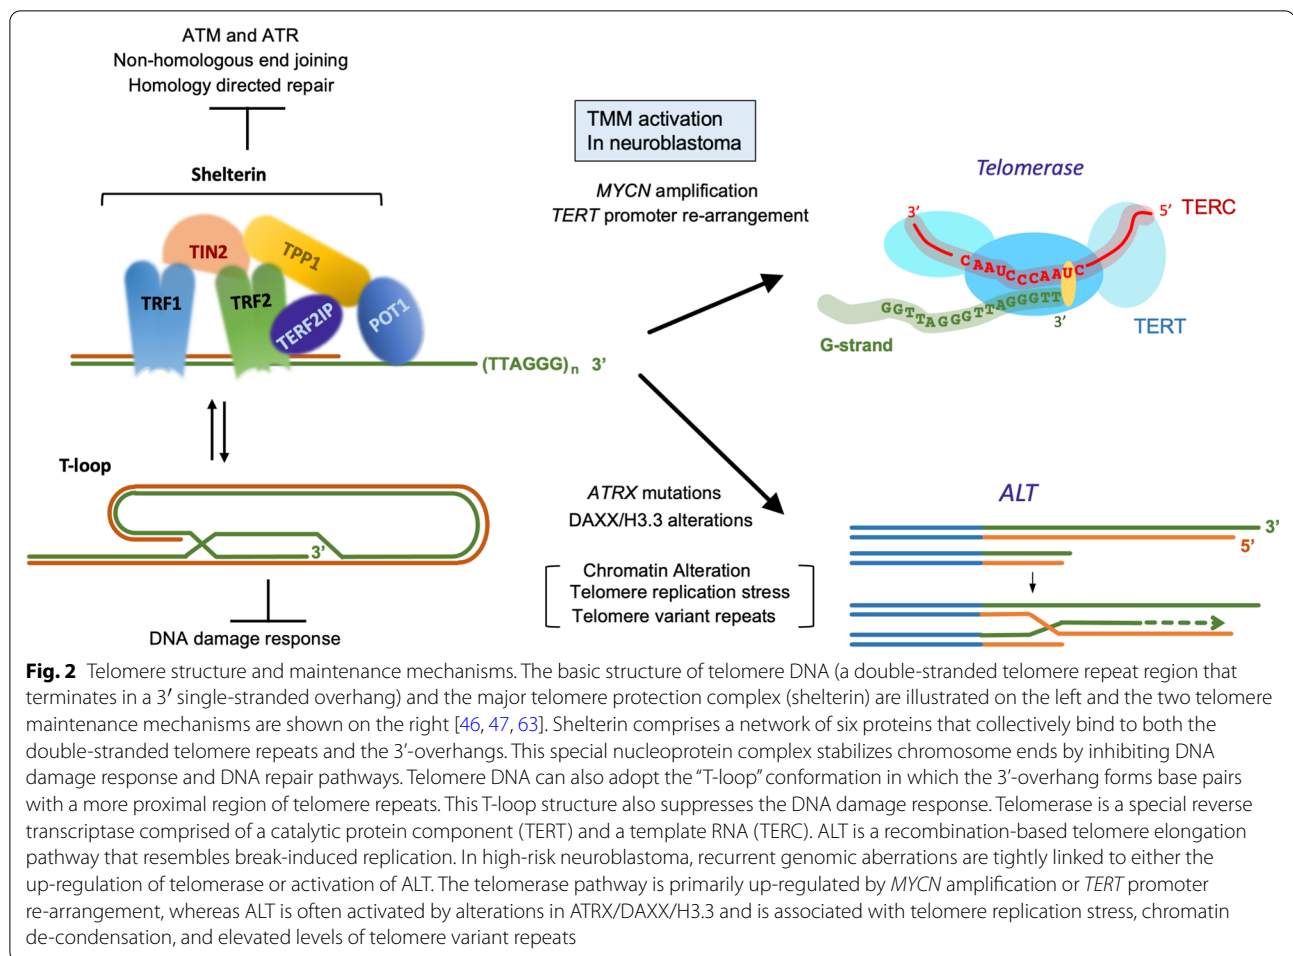 ATM and ATR
Non-homologous end joining
Homology directed repair
Shelterin
TIN2
TPP1
TRF1
TRF2
TERF2IP
POT1
(TTAGGG)n 3’
T-loop
3’
DNA damage response
TMM activation
In neuroblastoma
MYCN amplification
TERT promoter re-arrangement
Telomerase
3’
5’ TERC
CAAUCCCAAUC
GGTTAGGGTTAGGGTT
3’
TERT
G-strand
ATRX mutations
DAXX/H3.3 alterations
Chromatin Alteration
Telomere replication stress
Telomere variant repeats
ALT
3’
5’
Fig. 2 Telomere structure and maintenance mechanisms. The basic structure of telomere DNA (a double-stranded telomere repeat region that
terminates in a 3′ single-stranded overhang) and the major telomere protection complex (shelterin) are illustrated on the left and the two telomere
maintenance mechanisms are shown on the right [46, 47, 63]. Shelterin comprises a network of six proteins that collectively bind to both the
double-stranded telomere repeats and the 3’-overhangs. This special nucleoprotein complex stabilizes chromosome ends by inhibiting DNA
damage response and DNA repair pathways. Telomere DNA can also adopt the “T-loop” conformation in which the 3’-overhang forms base pairs
with a more proximal region of telomere repeats. This T-loop structure also suppresses the DNA damage response. Telomerase is a special reverse
transcriptase comprised of a catalytic protein component (TERT) and a template RNA (TERC). ALT is a recombination-based telomere elongation
pathway that resembles break-induced replication. In high-risk neuroblastoma, recurrent genomic aberrations are tightly linked to either the
up-regulation of telomerase or activation of ALT. The telomerase pathway is primarily up-regulated by MYCN amplification or TERT promoter
re-arrangement, whereas ALT is often activated by alterations in ATRX/DAXX/H3.3 and is associated with telomere replication stress, chromatin
de-condensation, and elevated levels of telomere variant repeats